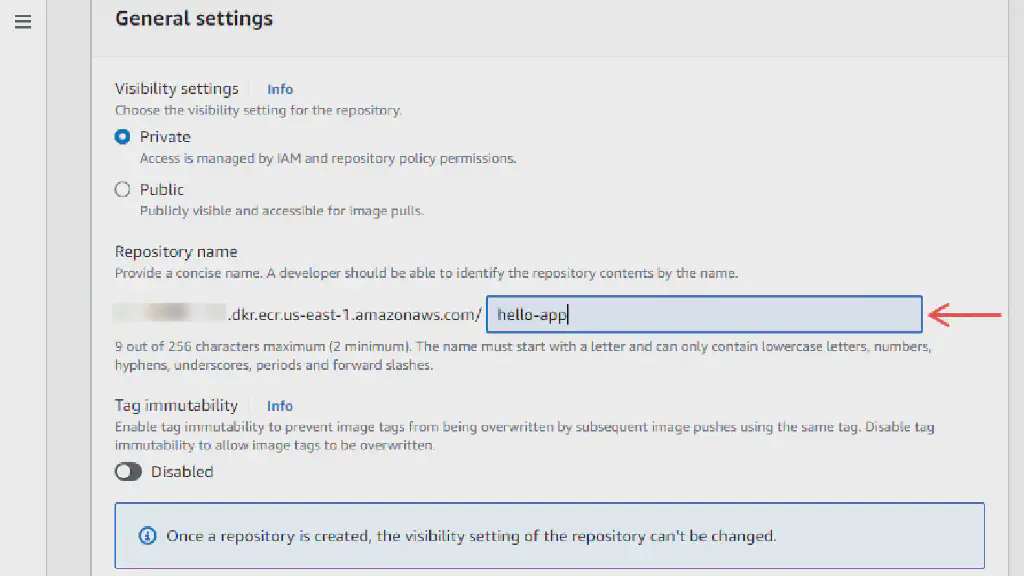 General settings
Visibility settings Info
Choose the visibility setting for the repository.
Private
Access is managed by IAM and repository policy permissions.
Public
Publicly visible and accessible for image pulls.
Repository name
Provide a concise name. A developer should be able to identify the repository contents by the name.
.dkr.ecr.us-east-1.amazonaws.com/ hello-app
9 out of 256 characters maximum (2 minimum). The name must start with a letter and can only contain lowercase letters, numbers,
hyphens, underscores, periods and forward slashes.
Tag immutability Info
Enable tag immutability to prevent image tags from being overwritten by subsequent image pushes using the same tag. Disable tag
immutability to allow image tags to be overwritten.
Disabled
Once a repository is created, the visibility setting of the repository can't be changed.